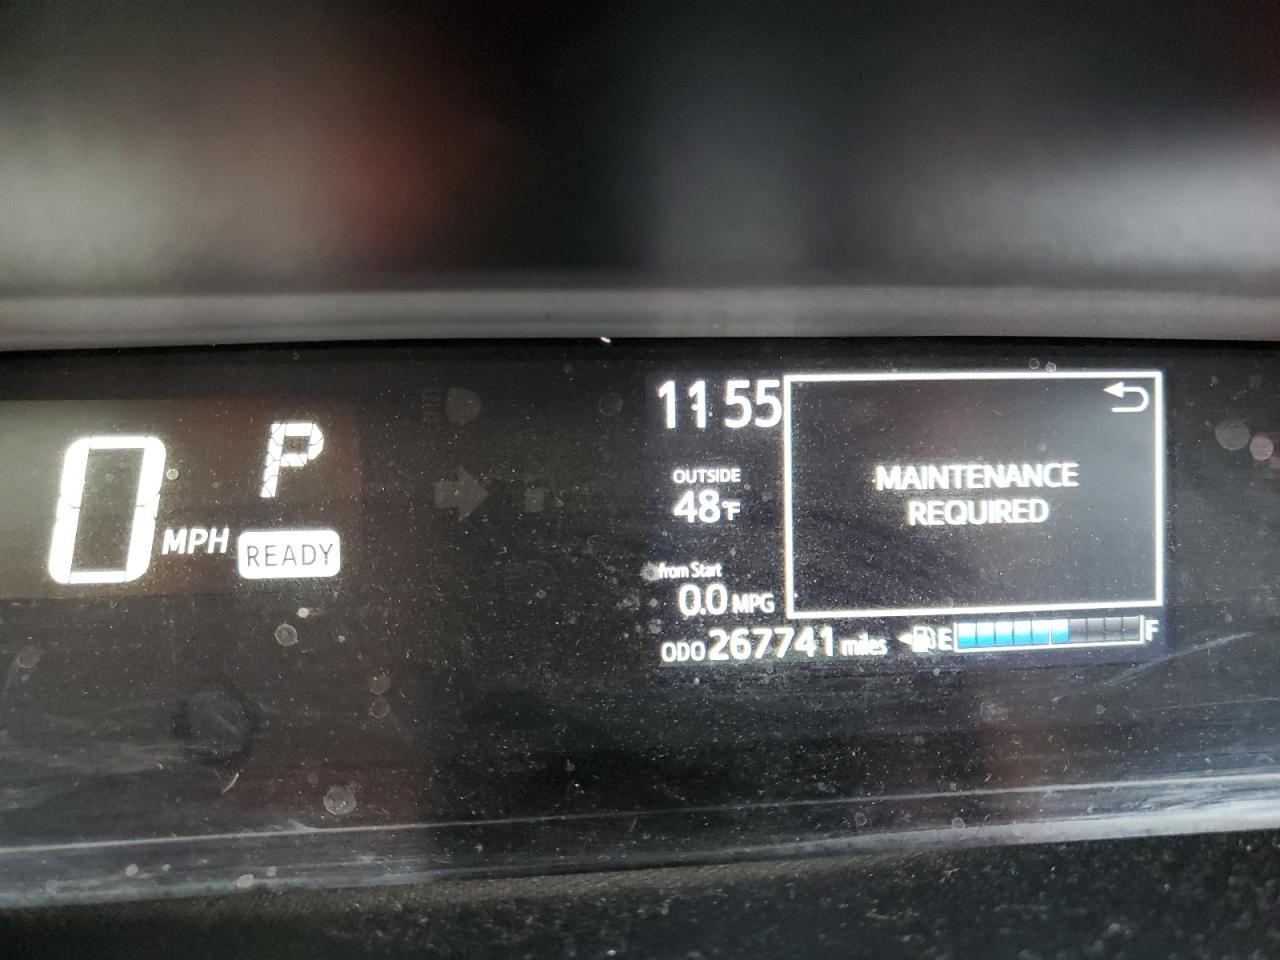 0 MPH
P
READY
11:55
OUTSIDE
48°F
from Start
0.0 MPG
ODO 267741 miles
MAINTENANCE
REQUIRED
E F